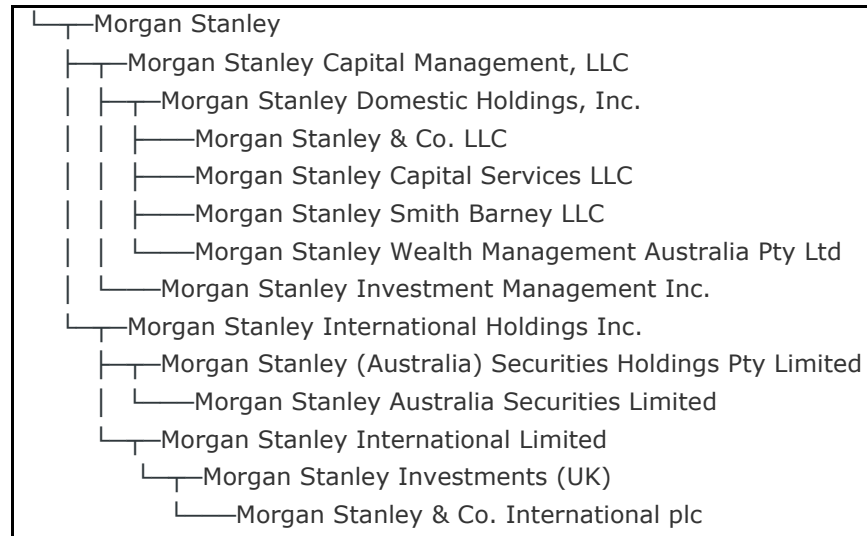 Morgan Stanley
Morgan Stanley Capital Management, LLC
Morgan Stanley Domestic Holdings, Inc.
Morgan Stanley & Co. LLC
Morgan Stanley Capital Services LLC
Morgan Stanley Smith Barney LLC
Morgan Stanley Wealth Management Australia Pty Ltd
Morgan Stanley Investment Management Inc.
Morgan Stanley International Holdings Inc.
Morgan Stanley (Australia) Securities Holdings Pty Limited
Morgan Stanley Australia Securities Limited
Morgan Stanley International Limited
Morgan Stanley Investments (UK)
Morgan Stanley & Co. International plc